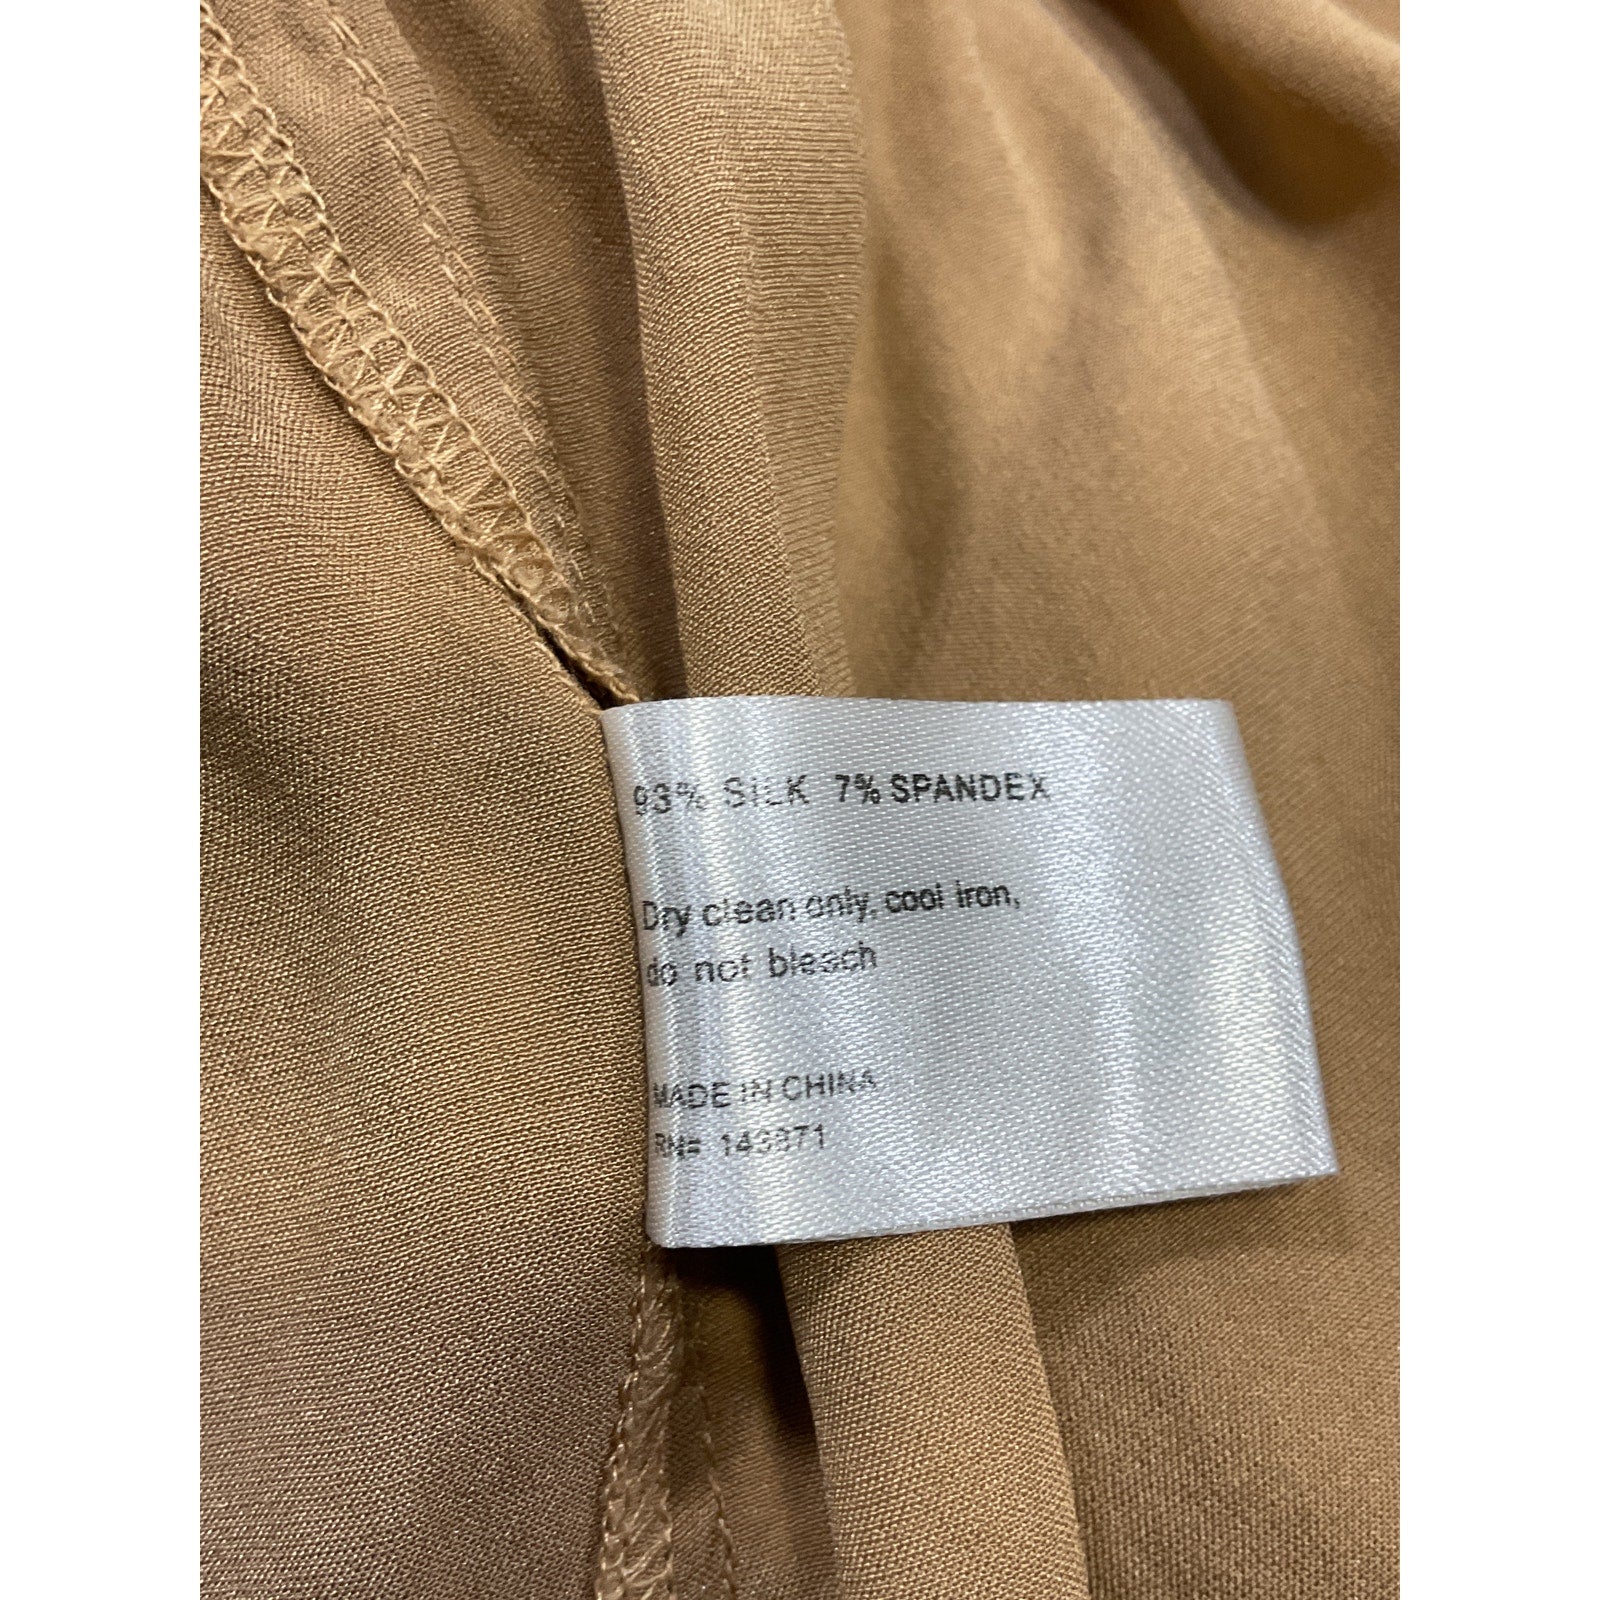 93% SILK 7% SPANDEX
Dry clean only, cool iron,
do not bleach
MADE IN CHINA
RN= 143871